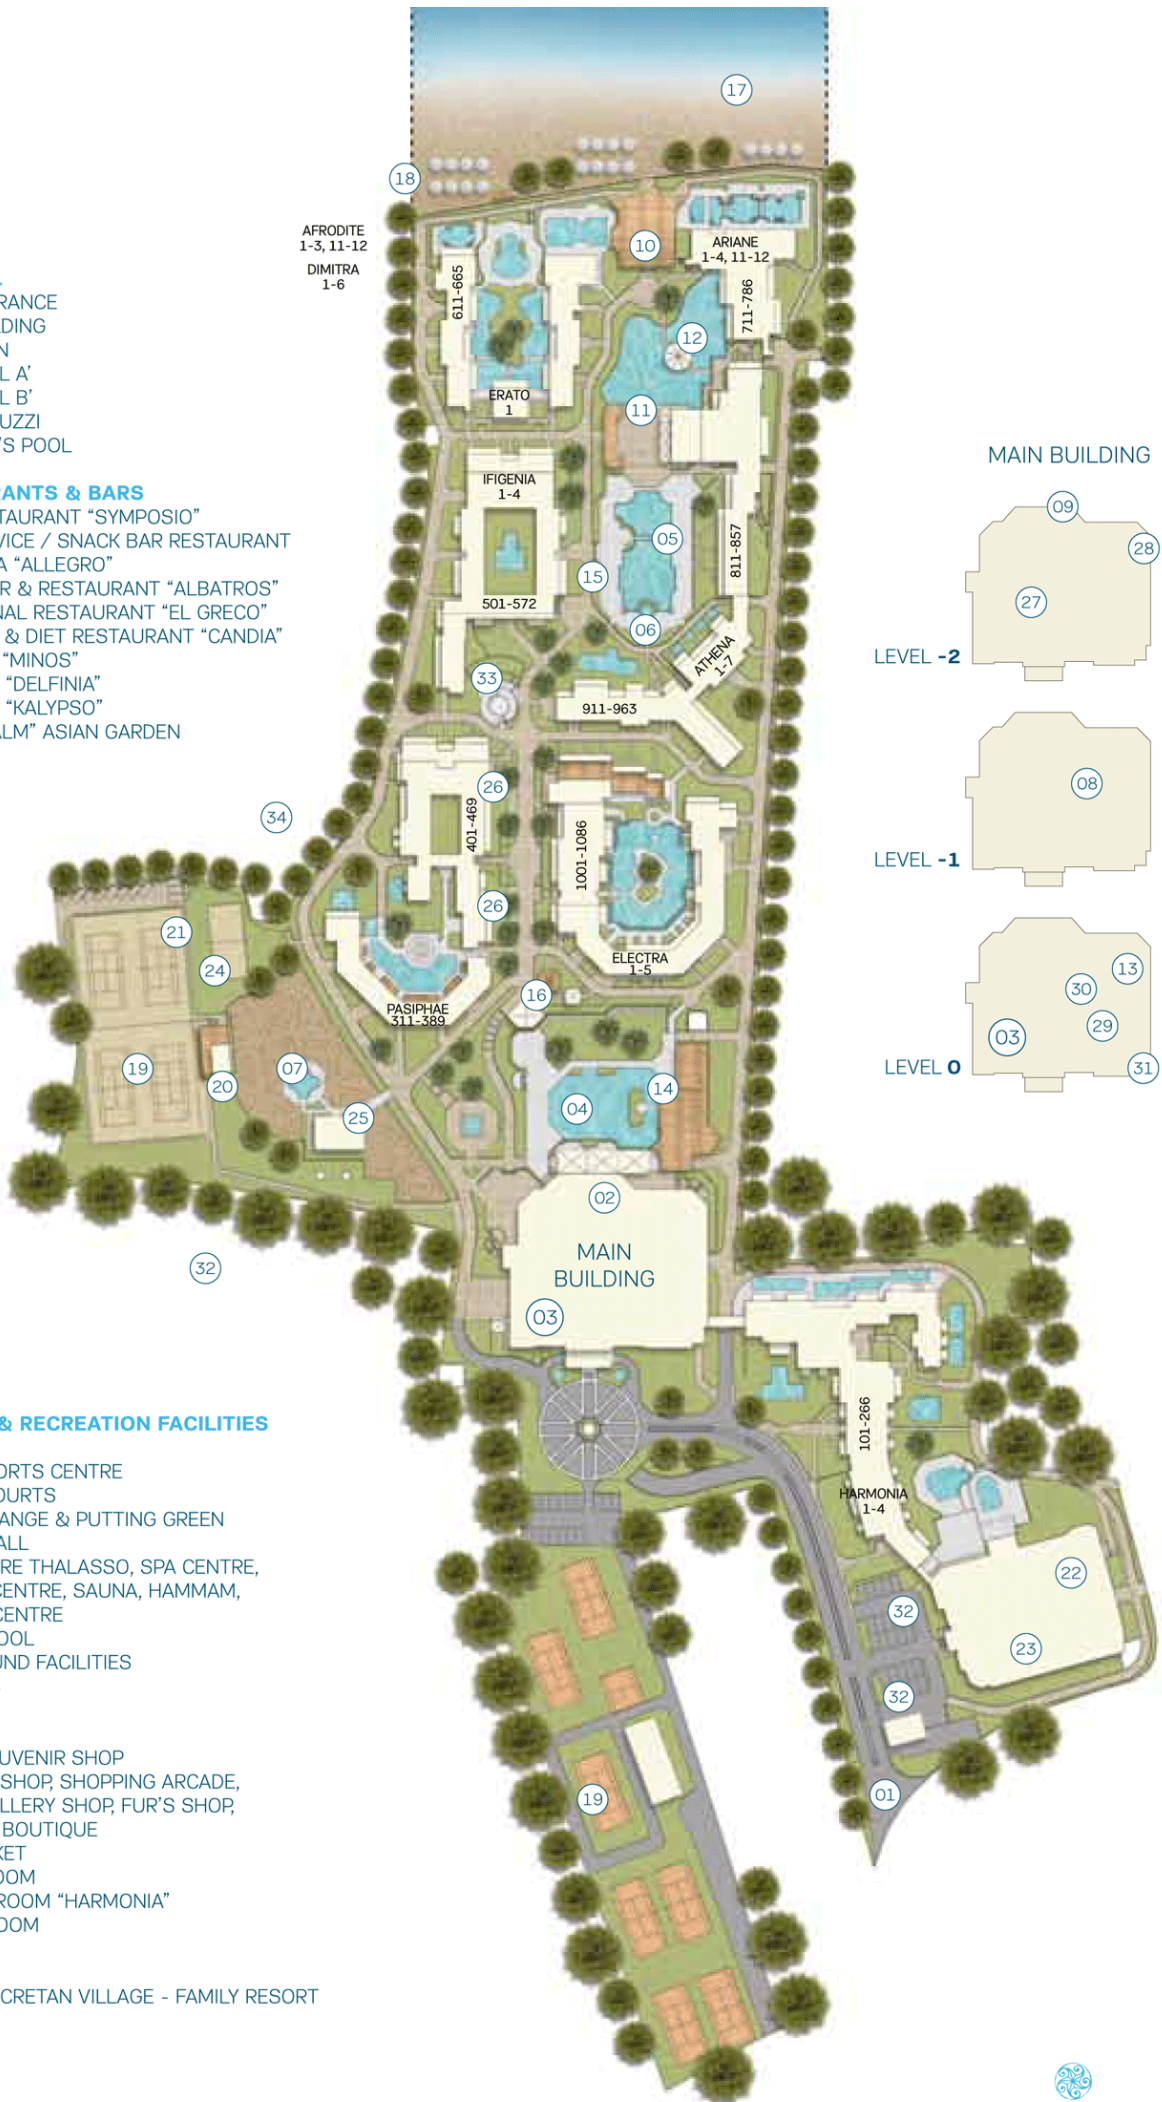 17
18
AFRODITE
1-3, 11-12
DIMITRA
1-6
10
ARIANE
1-4, 11-12
611-665
711-786
12
ERATO
1
11
RANCE
DING
N
L A’
L B’
UZZI
’S POOL
RANTS & BARS
TAURANT “SYMPOSIO”
VICE / SNACK BAR RESTAURANT
A “ALLEGRO”
R & RESTAURANT “ALBATROS”
NAL RESTAURANT “EL GRECO”
& DIET RESTAURANT “CANDIA”
“MINOS”
“DELFINIA”
“KALYPSO”
ALM” ASIAN GARDEN
IFIGENIA
1-4
501-572
05
15
06
811-857
ATHENA
1-7
33
911-963
26
401-469
1001-1086
34
26
21
24
ELECTRA
1-5
PASIPHAE
311-389
16
19
20
07
25
04
14
02
MAIN
BUILDING
03
32
MAIN BUILDING
09
28
27
LEVEL -2
08
LEVEL -1
13
30
29
03
31
LEVEL 0
101-266
HARMONIA
1-4
22
23
32
32
01
19
& RECREATION FACILITIES
ORTS CENTRE
OURTS
ANGE & PUTTING GREEN
ALL
RE THALASSO, SPA CENTRE,
CENTRE, SAUNA, HAMMAM,
CENTRE
OOL
UND FACILITIES
UVENIR SHOP
SHOP, SHOPPING ARCADE,
LLERY SHOP, FUR’S SHOP,
BOUTIQUE
KET
OOM
ROOM “HARMONIA”
OOM
CRETAN VILLAGE - FAMILY RESORT